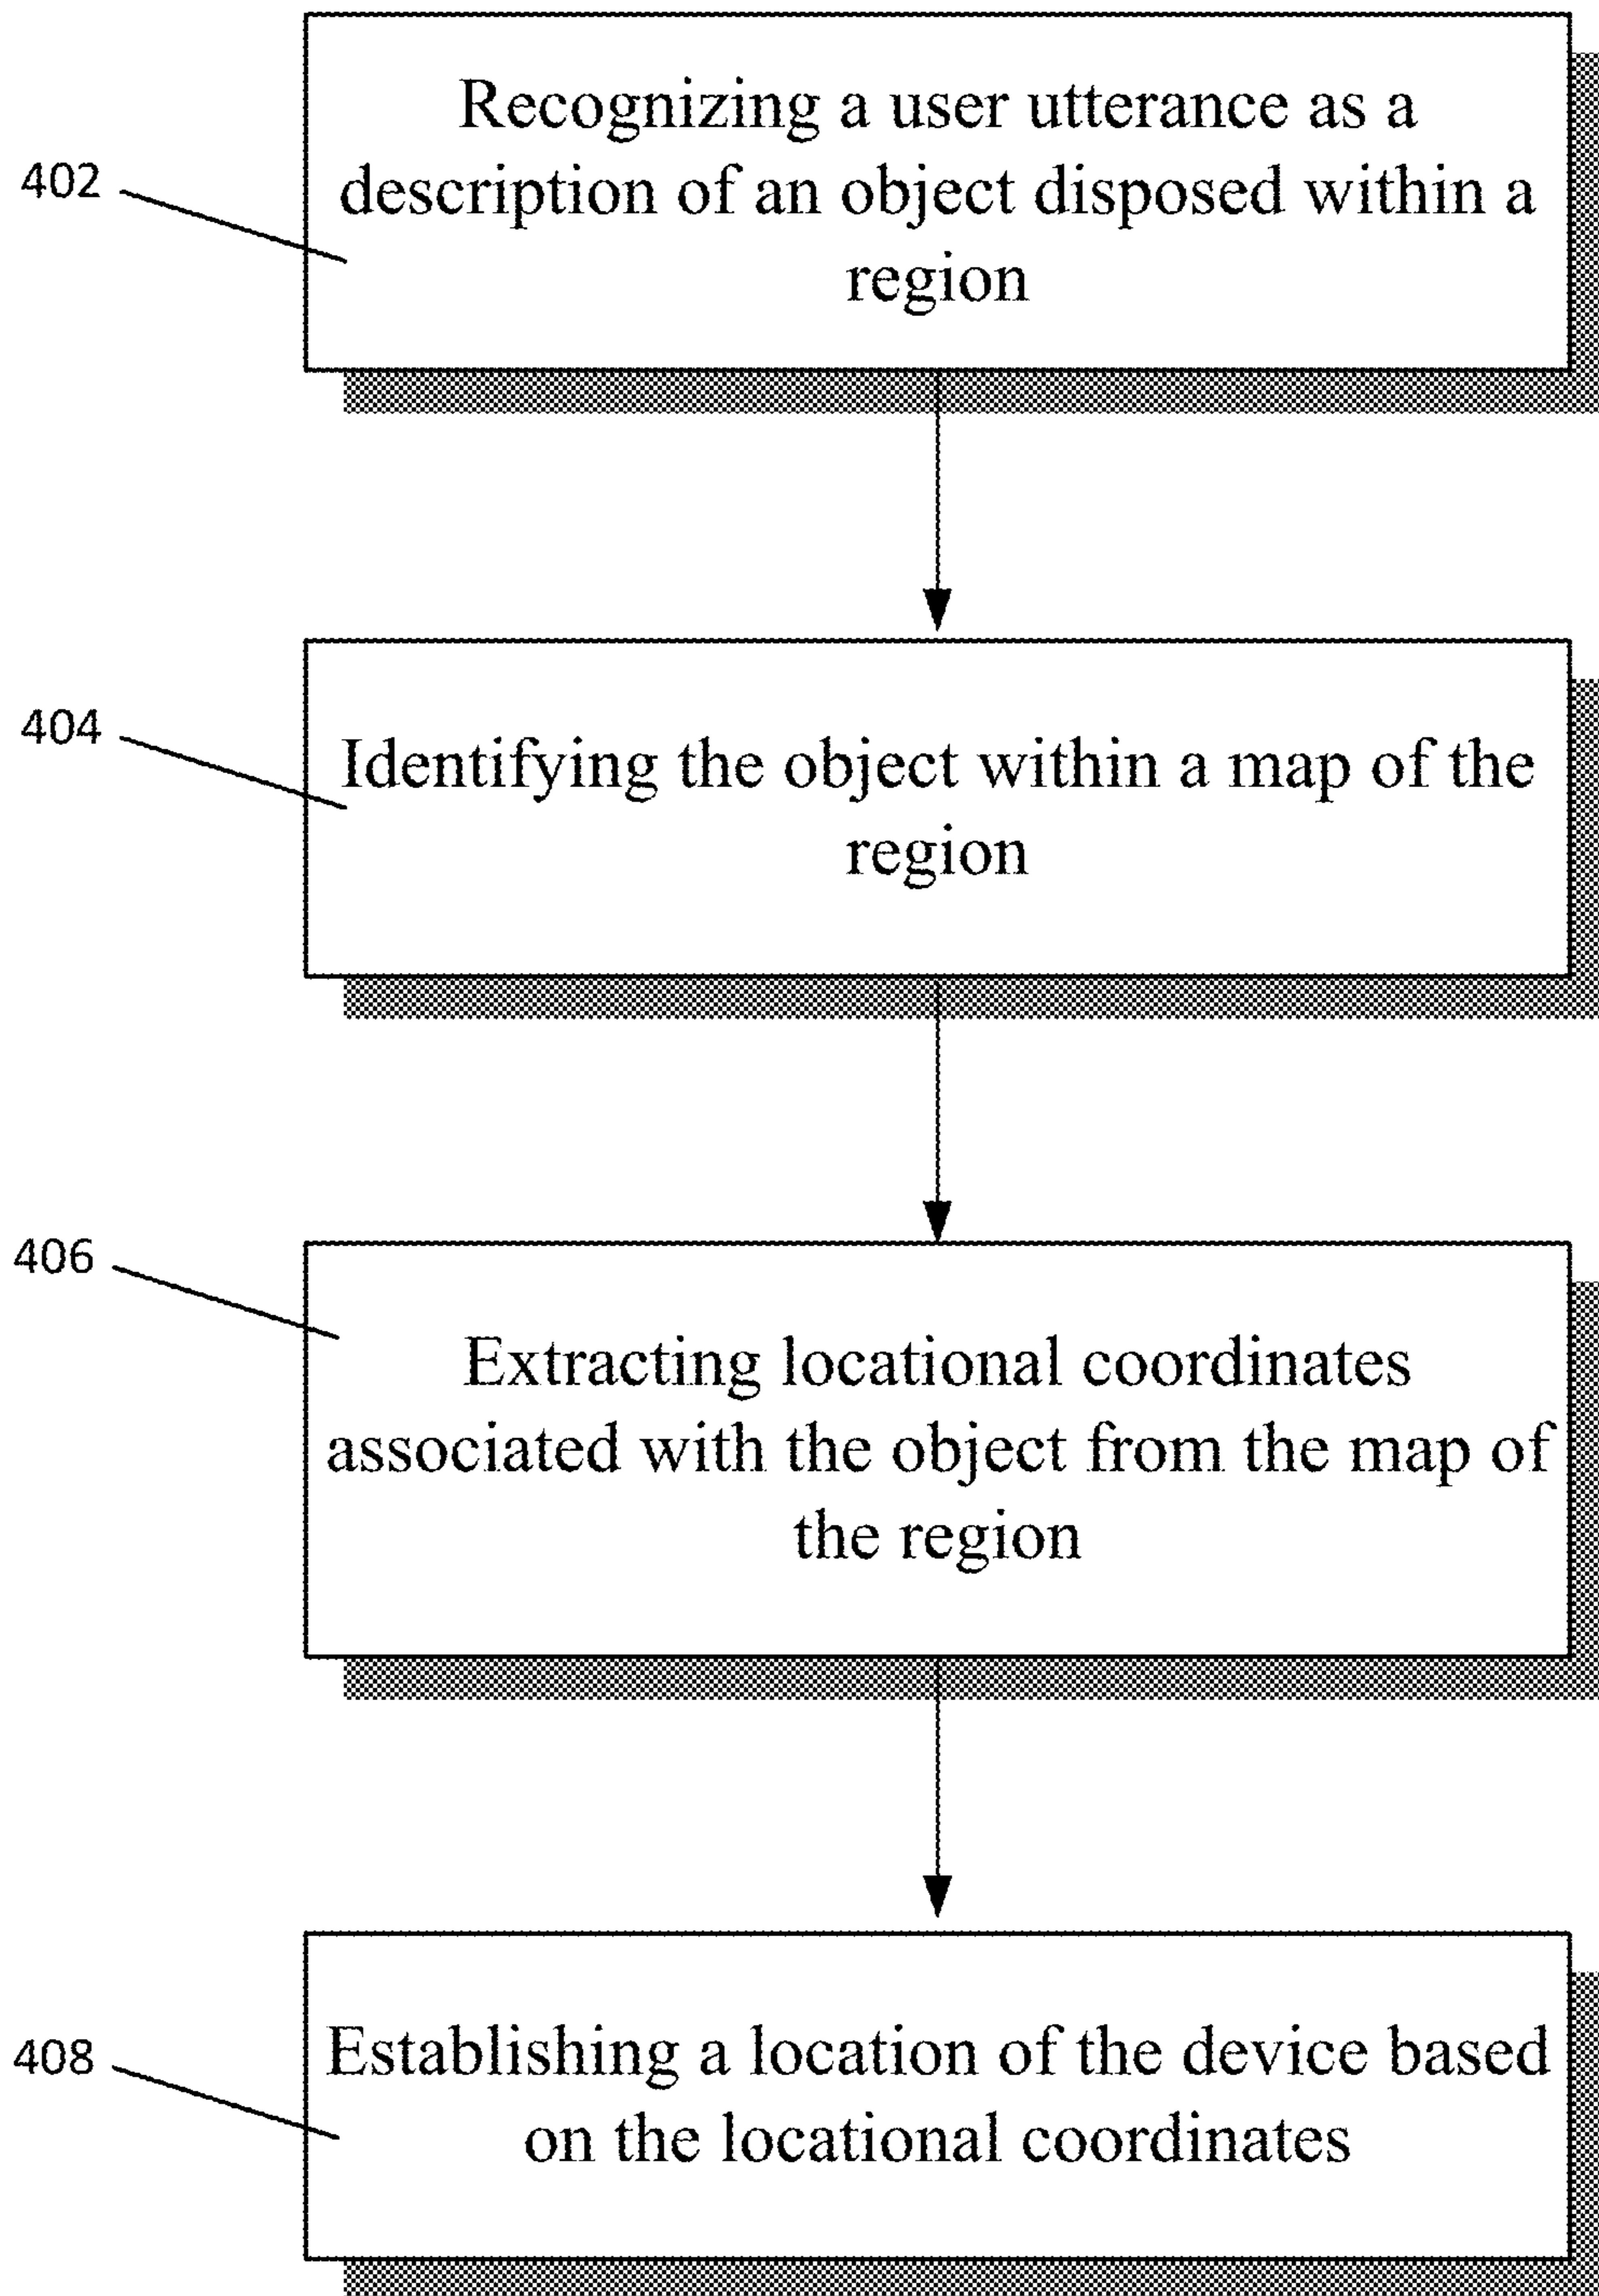 Recognizing a user utterance as a
402
description of an object disposed within a
region
404
Identifying the object within a map of the
region
406
Extracting locational coordinates
associated with the object from the map of
the region
408
Establishing a location of the device based
on the locational coordinates